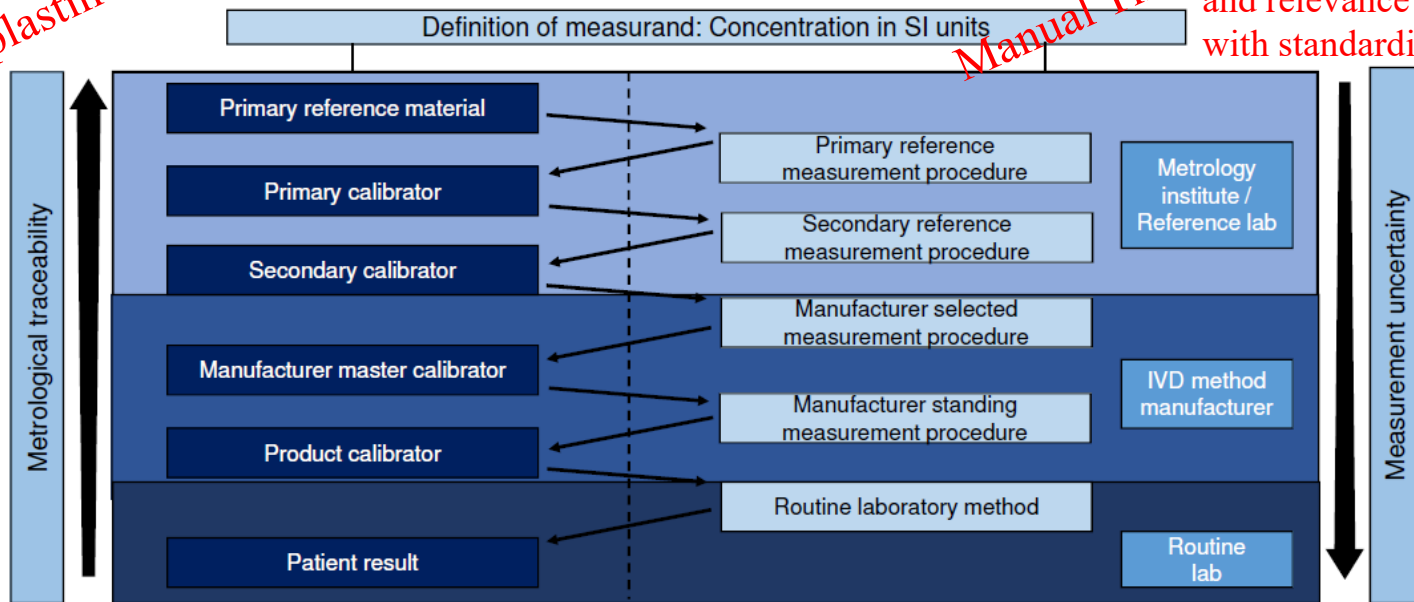 Definition of measurand: Concentration in SI units
and relevance
with standardi
Manual
Metrological traceability
Primary reference material
Primary reference
measurement procedure
Primary calibrator
Secondary reference
measurement procedure
Secondary calibrator
Metrology
institute /
Reference lab
Manufacturer selected
measurement procedure
Manufacturer master calibrator
Manufacturer standing
measurement procedure
Product calibrator
IVD method
manufacturer
Routine laboratory method
Patient result
Routine
lab
Measurement uncertainty